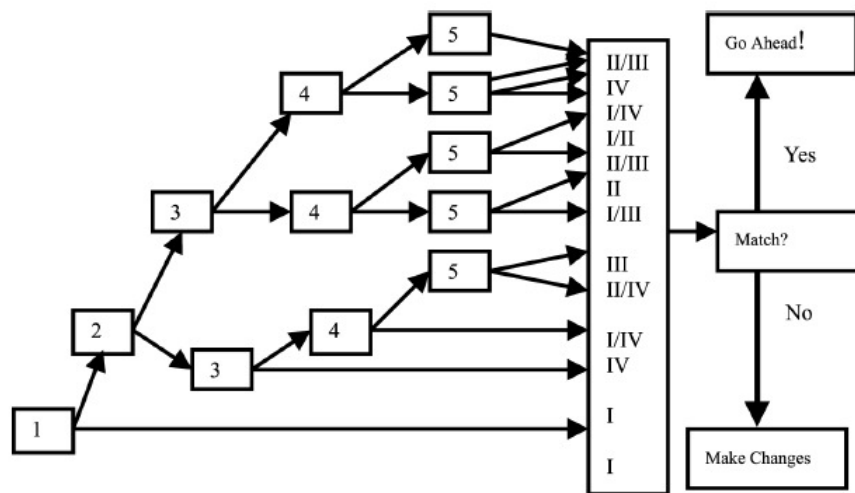 5
Go Ahead!
II/III
4
5
IV
I/IV
I/II
5
Yes
II/III
II
3
4
5
I/III
Match?
III
5
II/IV
2
4
No
I/IV
3
IV
1
I
Make Changes
I